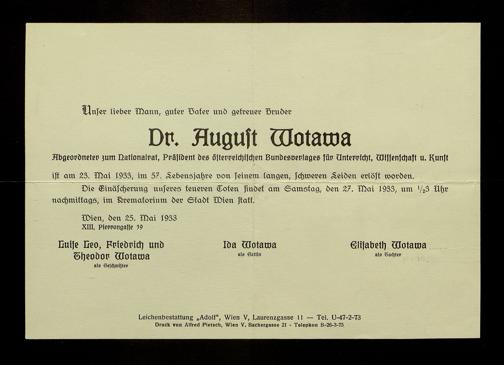 Unser lieber Mann, guter Vater und getreuer Bruder
Dr. August Wotawa
Abgeordneter zum Nationalrat, Präsident des österreichischen Bundesverlages für Unterricht, Wissenschaft u. Kunst
ist am 23. Mai 1933, im 57. Lebensjahre von seinem langen, schweren Leiden erlöst worden.
Die Einäscherung unseres teueren Toten findet am Samstag, den 27. Mai 1933, um 1/23 Uhr
nachmittags, im Krematorium der Stadt Wien statt.
Wien, den 25. Mai 1933
XIII, Pierrongasse 19
Luise Leo, Friedrich und
Theodor Wotawa
als Geschwister
Ida Wotawa
als Gattin
Elisabeth Wotawa
als Tochter
Leichenbestattung „Adolf", Wien V, Laurenzgasse 11 — Tel. U-47-2-73
Druck von Alfred Pietsch, Wien V, Sachergasse 21 - Telephon B-26-3-75